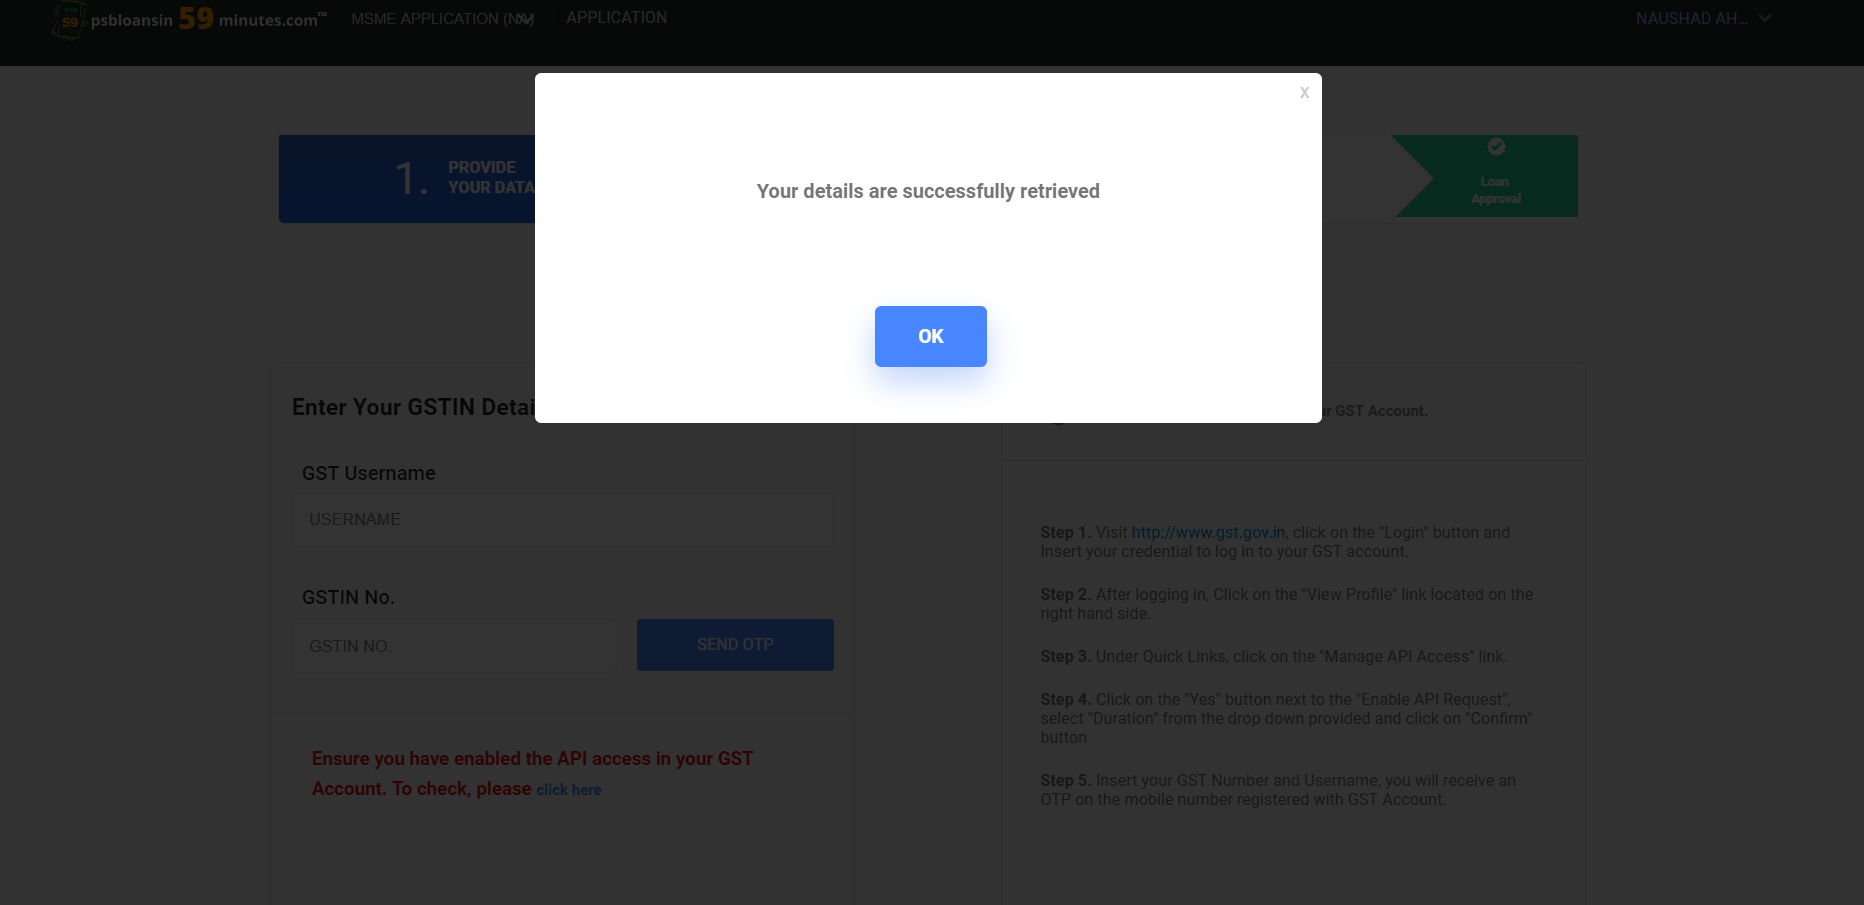 psbloansin 59 minutes.com™
MSME APPLICATION (NA)
APPLICATION
NAUSHAD AH...
X
Your details are successfully retrieved
OK
1. PROVIDE
YOUR DATA
Loan
Approval
Enter Your GSTIN Detai
GST Username
USERNAME
GSTIN No.
GSTIN NO.
SEND OTP
Ensure you have enabled the API access in your GST
Account. To check, please click here
GST Account.
Step 1. Visit http://www.gst.gov.in, click on the "Login" button and
Insert your credential to log in to your GST account.
Step 2. After logging in, Click on the "View Profile" link located on the
right hand side.
Step 3. Under Quick Links, click on the "Manage API Access" link.
Step 4. Click on the "Yes" button next to the "Enable API Request",
select "Duration" from the drop down provided and click on "Confirm"
button
Step 5. Insert your GST Number and Username, you will receive an
OTP on the mobile number registered with GST Account.